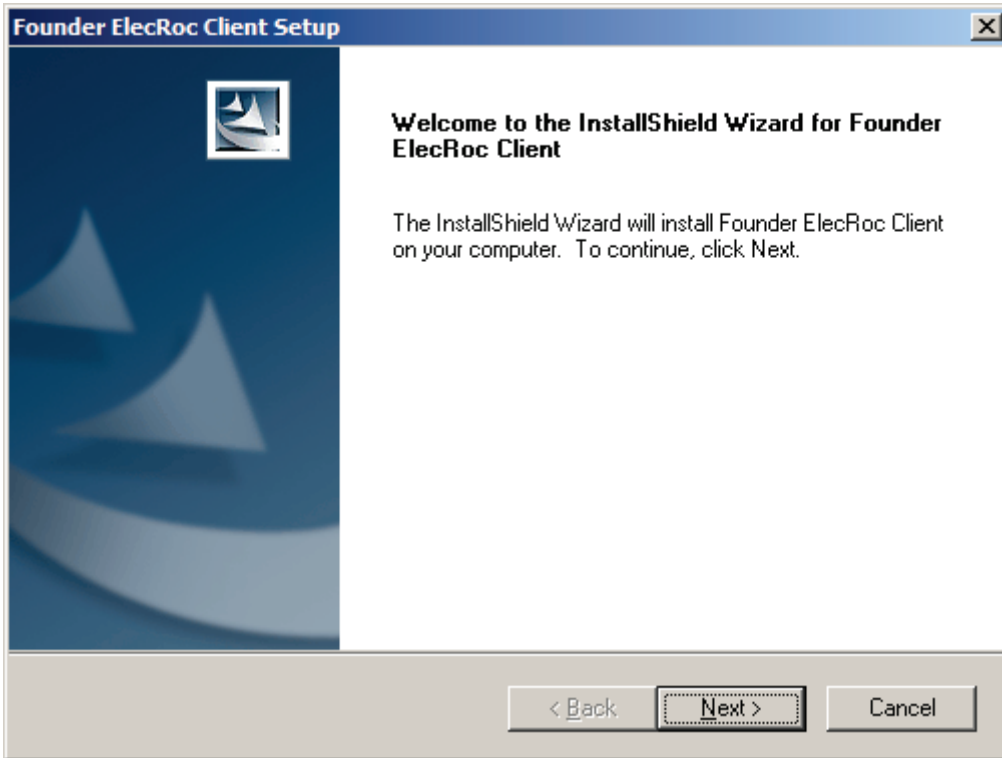 Founder ElecRoc Client Setup
Welcome to the InstallShield Wizard for Founder
ElecRoc Client
The InstallShield Wizard will install Founder ElecRoc Client
on your computer.  To continue, click Next.
< Back
Next >
Cancel